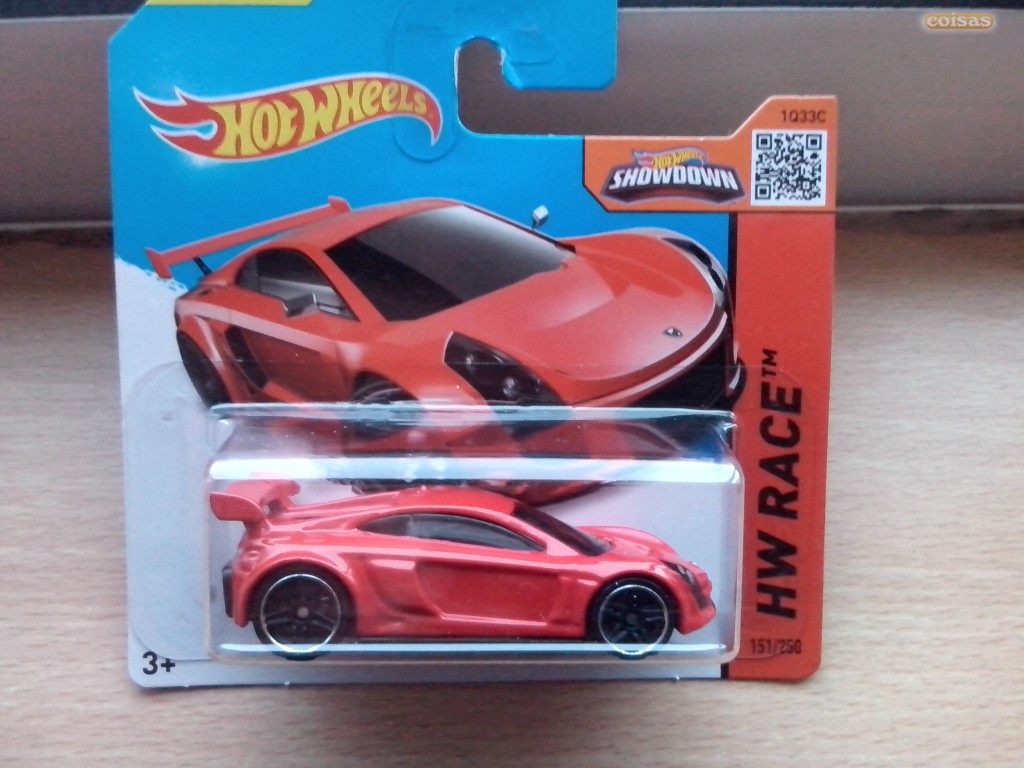 coisas
HOT WHEELS
1Q33C
HOT WHEELS
SHOWDOWN
HW RACE™
151/250
3+